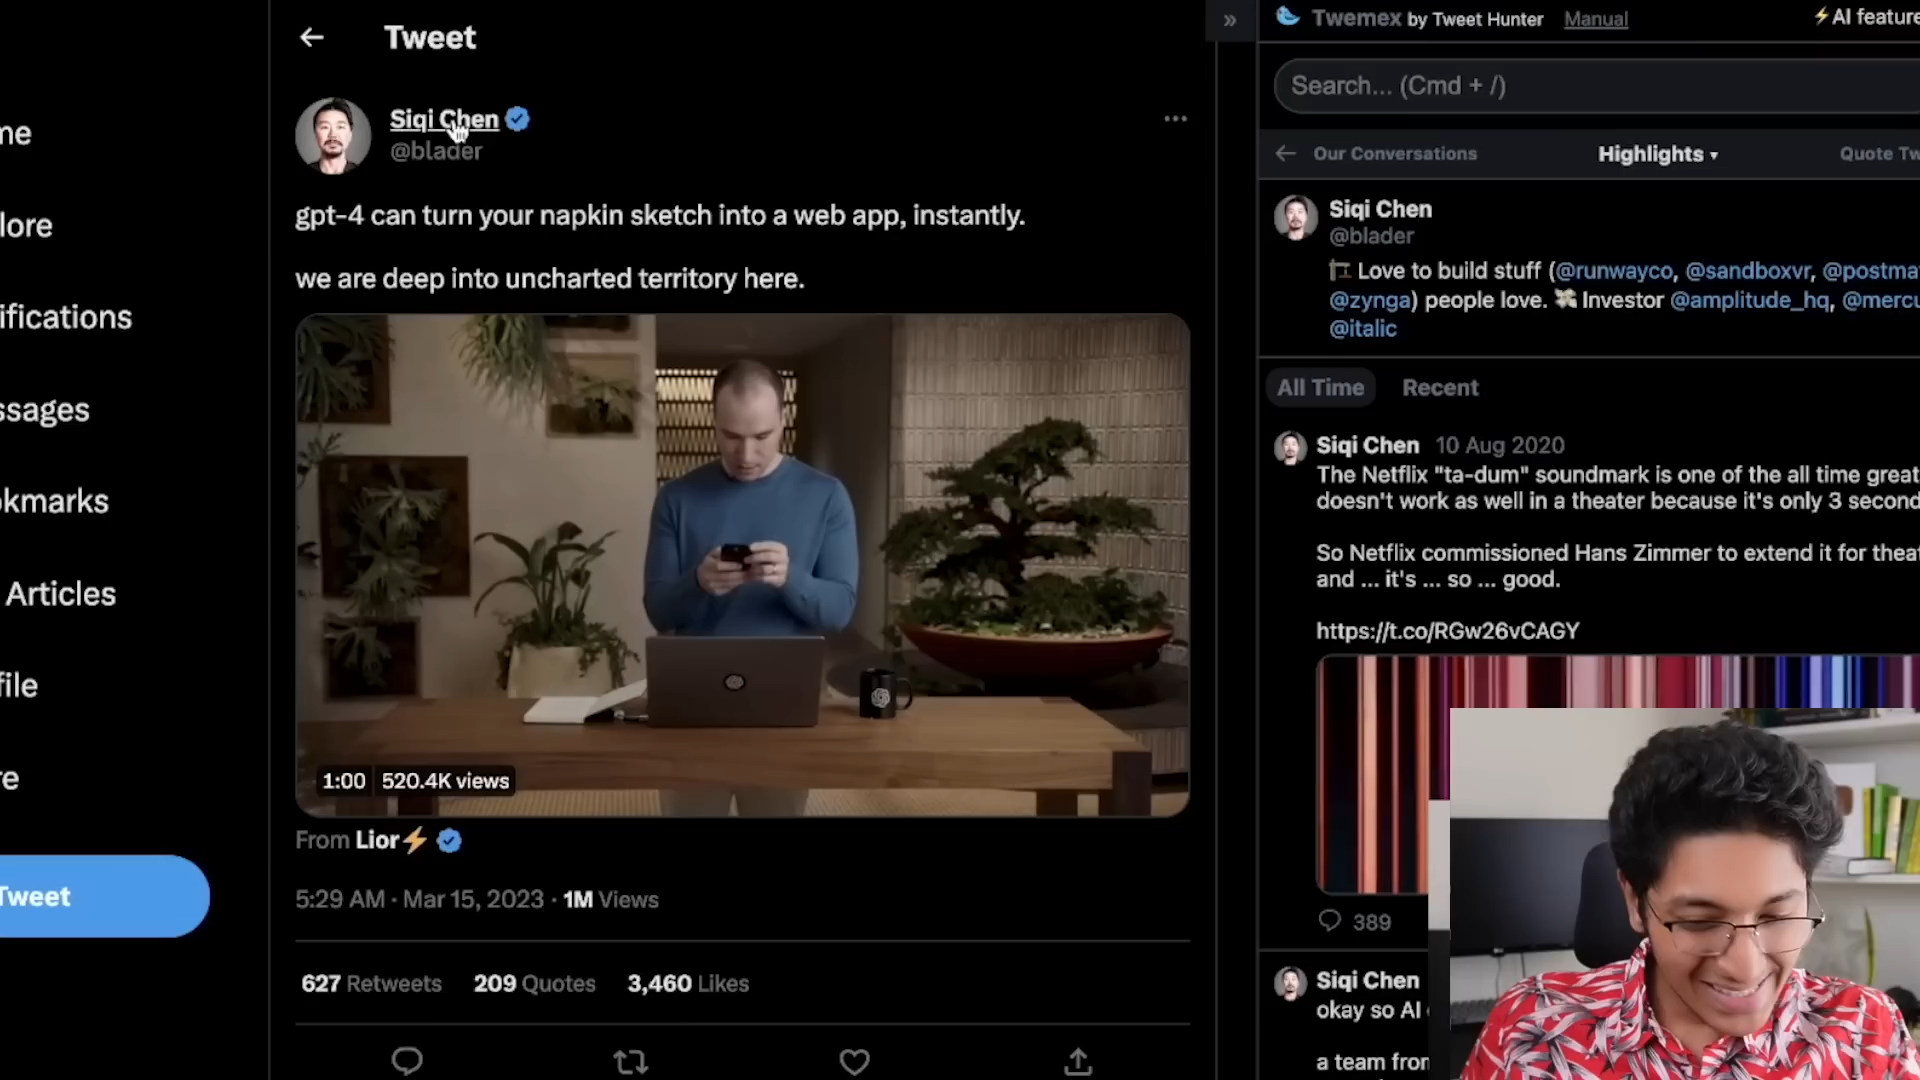 Tweet
Siqi Chen
@blader
gpt-4 can turn your napkin sketch into a web app, instantly.
we are deep into uncharted territory here.
1:00 520.4K views
From Lior⚡
5:29 AM · Mar 15, 2023 · 1M Views
627 Retweets 209 Quotes 3,460 Likes
me
lore
ifications
ssages
okmarks
Articles
file
re
Tweet
»
Twemex by Tweet Hunter Manual ⚡AI feature
Search... (Cmd + /)
← Our Conversations Highlights ▾ Quote Tw
Siqi Chen
@blader
🏗 Love to build stuff (@runwayco, @sandboxvr, @postma
@zynga) people love. 💸 Investor @amplitude_hq, @mercu
@italic
All Time Recent
Siqi Chen 10 Aug 2020
The Netflix "ta-dum" soundmark is one of the all time great
doesn't work as well in a theater because it's only 3 second
So Netflix commissioned Hans Zimmer to extend it for theat
and ... it's ... so ... good.
https://t.co/RGw26vCAGY
389
Siqi Chen
okay so AI
a team from